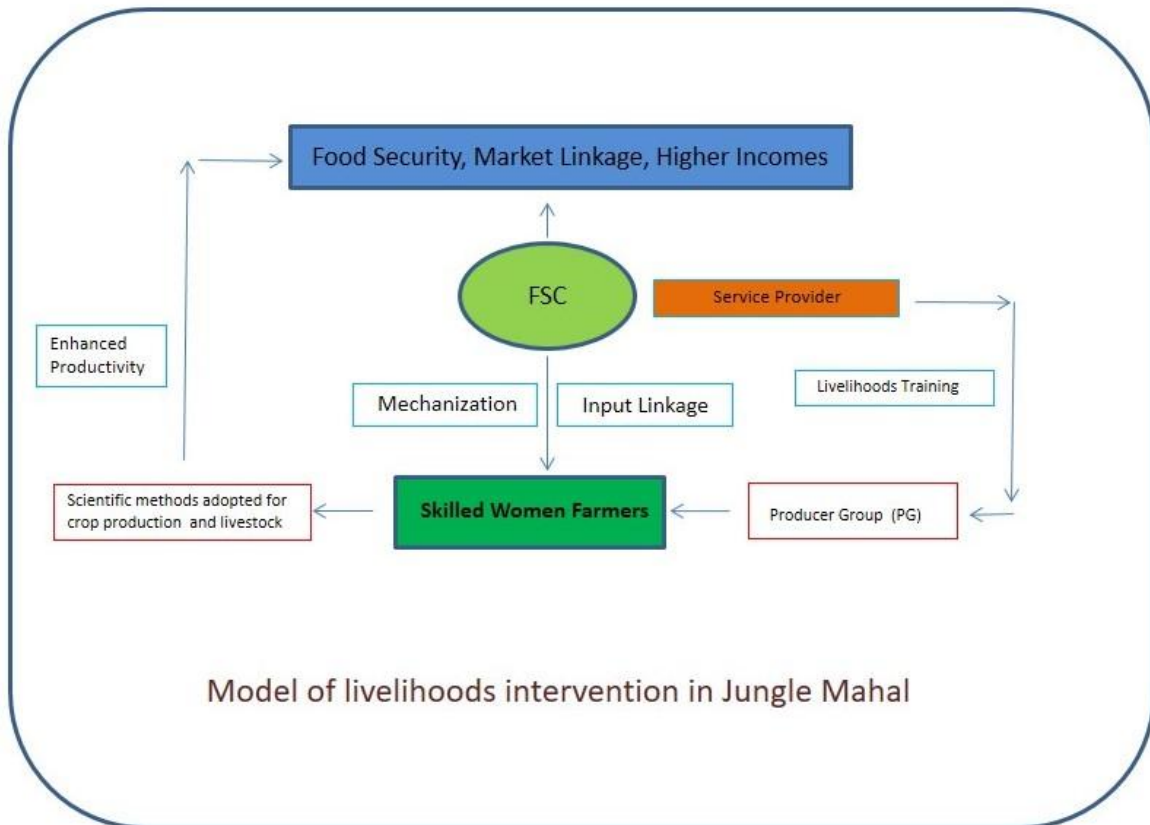 Food Security, Market Linkage, Higher Incomes
FSC
Service Provider
Enhanced
Productivity
Mechanization
Input Linkage
Livelihoods Training
Scientific methods adopted for
crop production and livestock
Skilled Women Farmers
Producer Group (PG)
Model of livelihoods intervention in Jungle Mahal